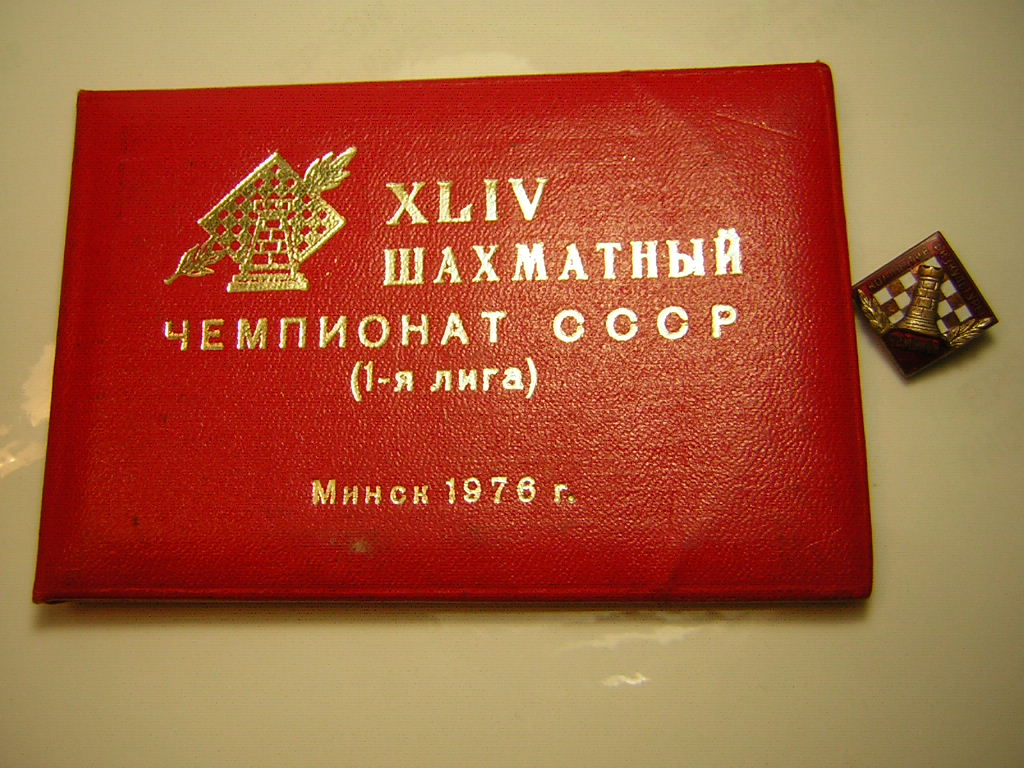 XLIV
ШАХМАТНЫЙ
ЧЕМПИОНАТ СССР
(1-я лига)
Минск 1976 г.